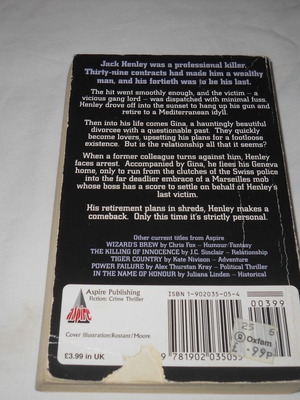 Jack Henley was a professional killer.
Thirty-nine contracts had made him a wealthy
man, and his fortieth was to be his last.
The hit went smoothly enough, and the victim – a
vicious gang lord – was dispatched with minimal fuss.
Henley drove off into the sunset to hang up his gun and
retire to a Mediterranean idyll.
Then into his life comes Gina, a hauntingly beautiful
divorcee with a questionable past. They quickly
become lovers, upsetting his plans for a footloose
existence. But is the relationship all that it seems?
When a former colleague turns against him, Henley
faces arrest. Accompanied by Gina, he flees his Geneva
home, only to run from the clutches of the Swiss police
into the far deadlier embrace of a Marseilles mob
whose boss has a score to settle on behalf of Henley's
last victim.
His retirement plans in shreds, Henley makes a
comeback. Only this time it's strictly personal.
Other current titles from Aspire
WIZARD'S BREW by Chris Fox – Humour/Fantasy
THE KILLING OF INNOCENCE by J.C. Sinclair – Relationship
TIGER COUNTRY by Kate Nivison – Adventure
POWER FAILURE by Alex Thurston Kray – Political Thriller
IN THE NAME OF HONOUR by Juliana Linden – Historical
Aspire Publishing
Fiction: Crime Thriller
ASPIRE
Cover Illustration:Rostant/Moore
£3.99 in UK
ISBN 1-902035-05-4
00399
25 6
Oxfam
£ .99P
9 781902 035055